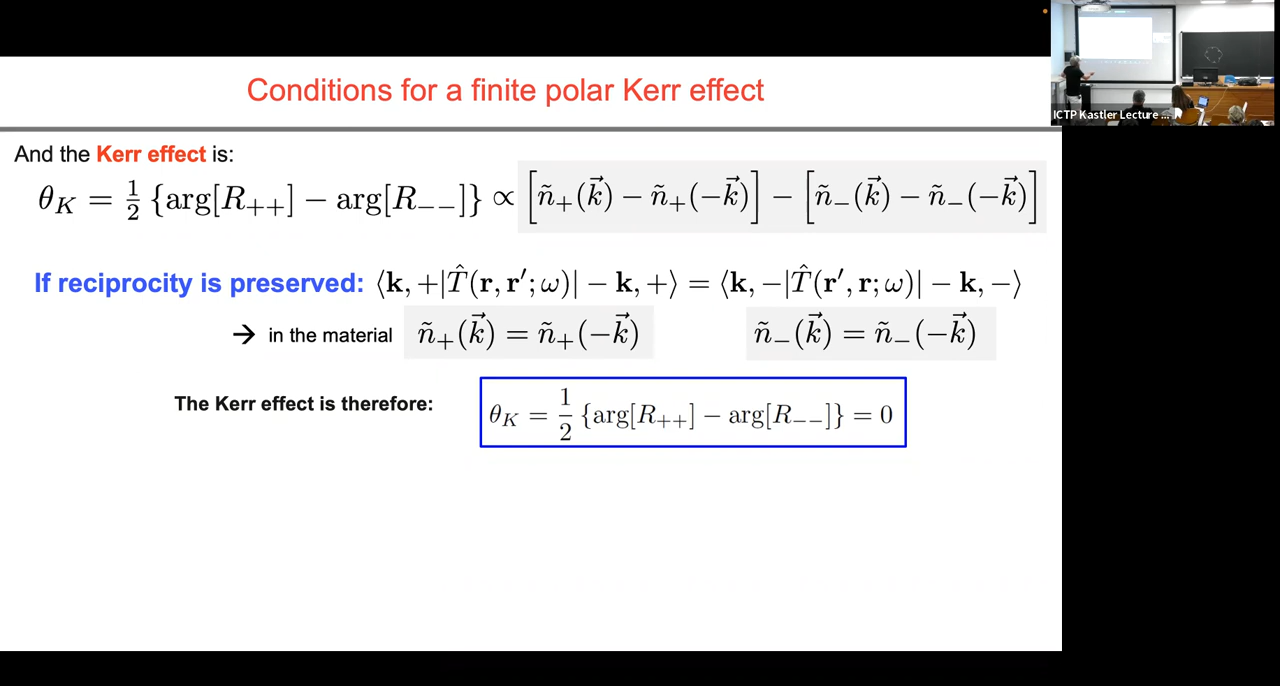 Conditions for a finite polar Kerr effect
ICTP Kastler Lecture ...
And the Kerr effect is:
θ_K = 1/2 {arg[R_{++}] − arg[R_{−−}]} ∝ [ñ_+(k⃗) − ñ_+(−k⃗)] − [ñ_−(k⃗) − ñ_−(−k⃗)]
If reciprocity is preserved: ⟨k, +|T̂(r, r′; ω)| − k, +⟩ = ⟨k, −|T̂(r′, r; ω)| − k, −⟩
→ in the material ñ_+(k⃗) = ñ_+(−k⃗) ñ_−(k⃗) = ñ_−(−k⃗)
The Kerr effect is therefore: θ_K = 1/2 {arg[R_{++}] − arg[R_{−−}]} = 0